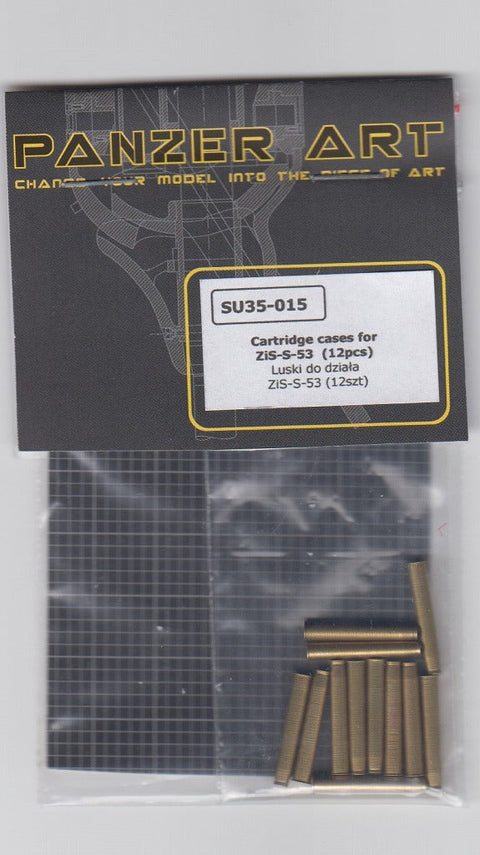 PANZER ART
CHANGE YOUR MODEL INTO THE PIECE OF ART
SU35-015
Cartridge cases for
ZiS-S-53 (12pcs)
Luski do działa
ZiS-S-53 (12szt)